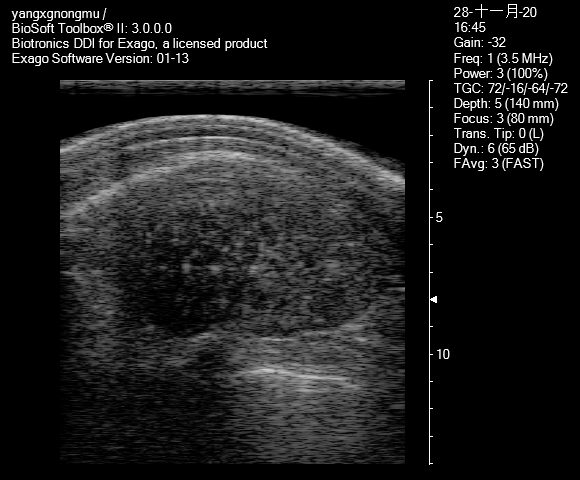 yangxgnongmu /
BioSoft Toolbox® II: 3.0.0.0
Biotronics DDI for Exago, a licensed product
Exago Software Version: 01-13
28-十一月-20
16:45
Gain: -32
Freq: 1 (3.5 MHz)
Power: 3 (100%)
TGC: 72/-16/-64/-72
Depth: 5 (140 mm)
Focus: 3 (80 mm)
Trans. Tip: 0 (L)
Dyn.: 6 (65 dB)
FAvg: 3 (FAST)
5
10